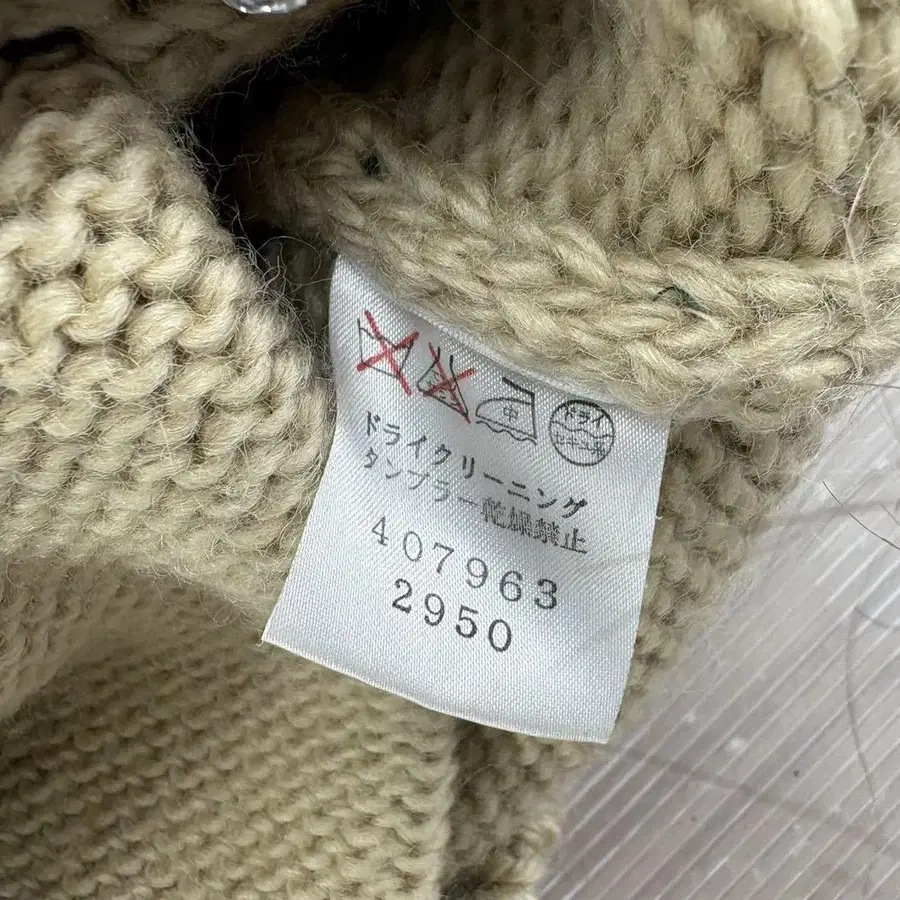 中
ドライ
セキユ系
ドライクリーニング
タンブラー乾燥禁止
407963
2950